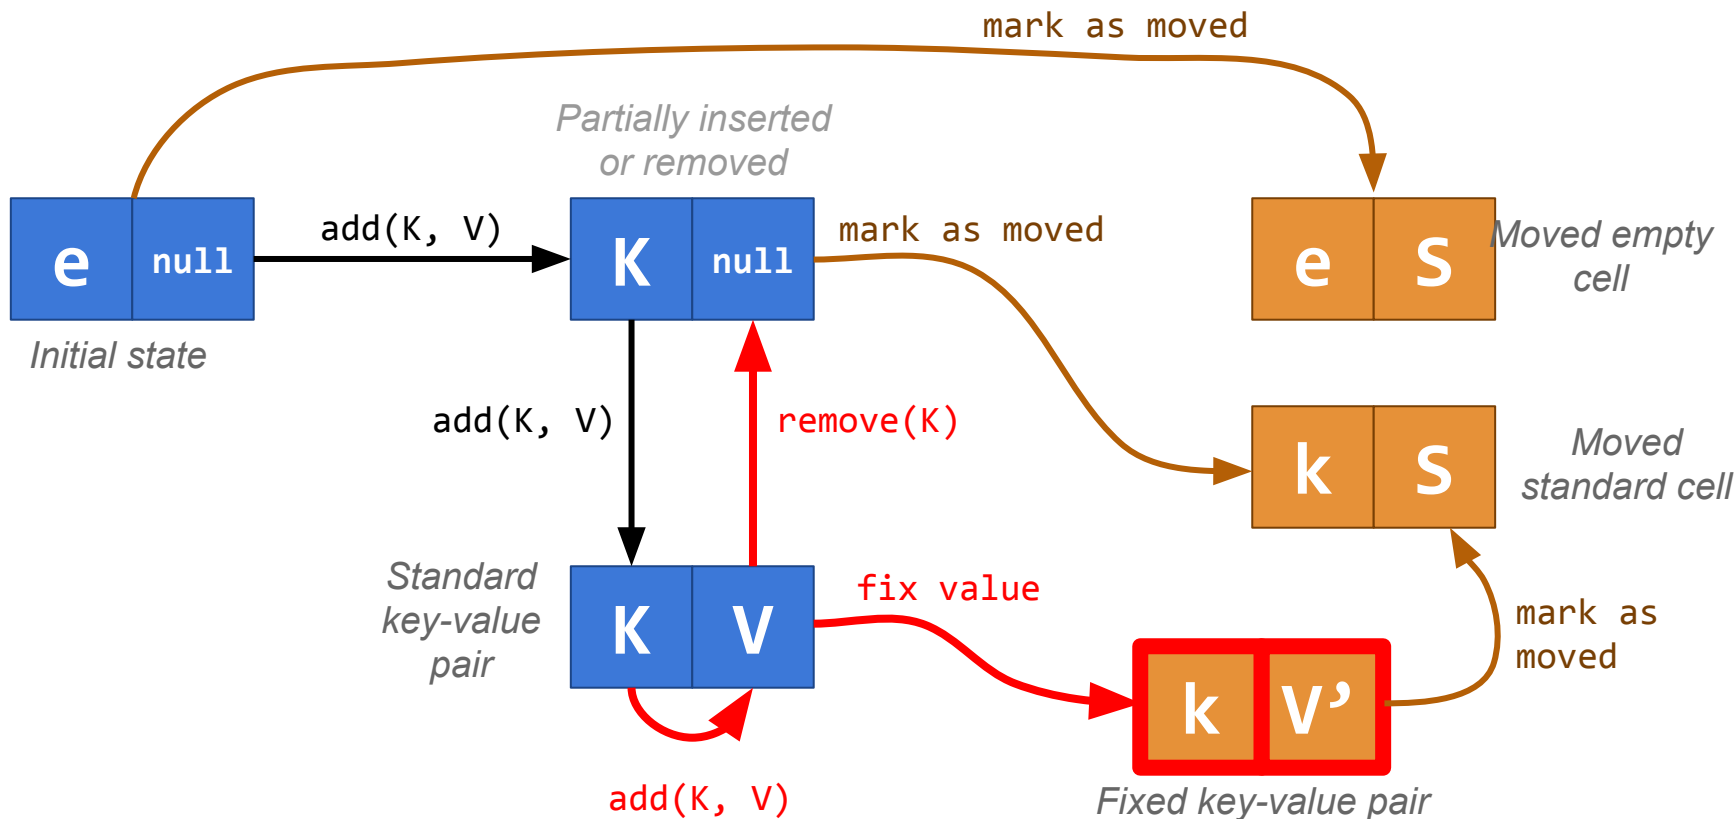 mark as moved
Partially inserted
or removed
e null
add(K, V)
K null
mark as moved
e S
Moved empty
cell
Initial state
add(K, V)
remove(K)
k S
Moved
standard cell
Standard
key-value
pair
K V
fix value
mark as
moved
k V’
add(K, V)
Fixed key-value pair